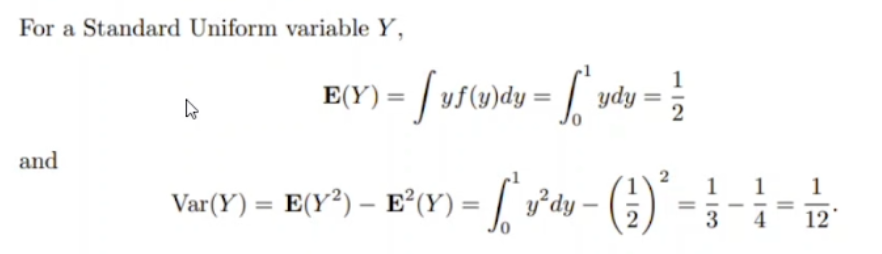 For a Standard Uniform variable Y,
E(Y) = ∫ yf(y)dy = ∫₀¹ ydy = 1/2
and
Var(Y) = E(Y²) – E²(Y) = ∫₀¹ y²dy – (1/2)² = 1/3 – 1/4 = 1/12.